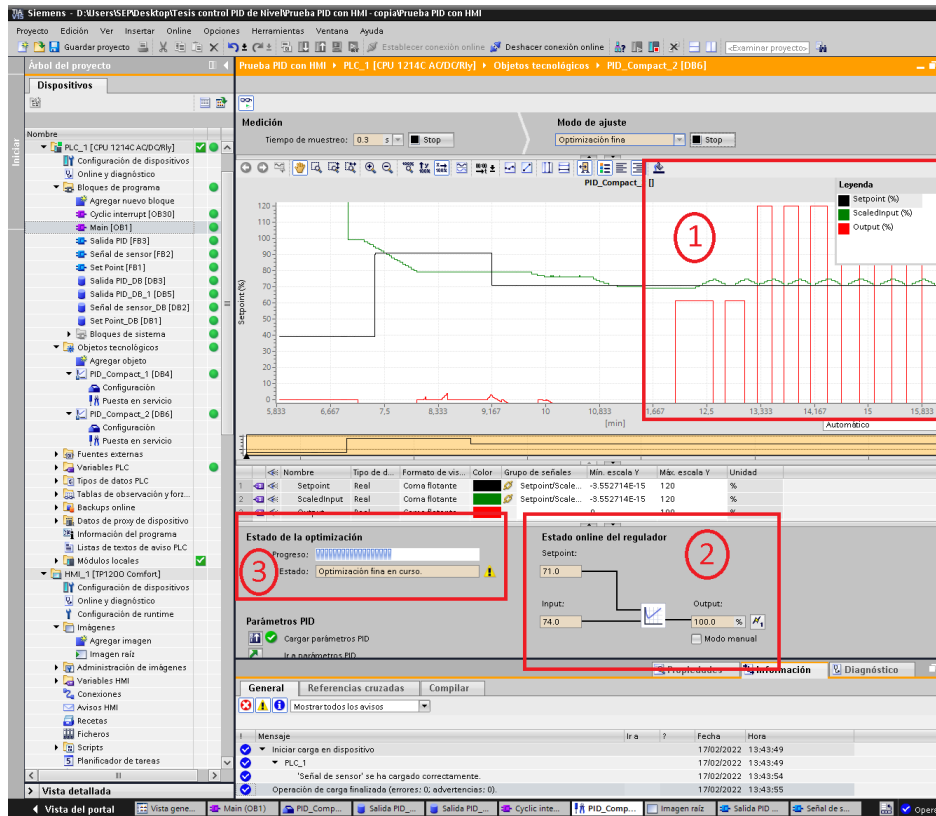 Siemens - D:\Users\SEP\Desktop\Tesis control PID de Nivel\Prueba PID con HMI - copia\Prueba PID con HMI
Proyecto Edición Ver Insertar Online Opciones Herramientas Ventana Ayuda
Guardar proyecto Establecer conexión online Deshacer conexión online <Examinar proyecto>
Árbol del proyecto
Prueba PID con HMI PLC_1 [CPU 1214C AC/DC/Rly] Objetos tecnológicos PID_Compact_2 [DB6]
Dispositivos
Iniciar
Nombre
PLC_1 [CPU 1214C AC/DC/Rly]
Configuración de dispositivos
Online y diagnóstico
Bloques de programa
Agregar nuevo bloque
Cyclic interrupt [OB30]
Main [OB1]
Salida PID [FB3]
Señal de sensor [FB2]
Set Point [FB1]
Salida PID_DB [DB3]
Salida PID_DB_1 [DB5]
Señal de sensor_DB [DB2]
Set Point_DB [DB1]
Bloques de sistema
Objetos tecnológicos
Agregar objeto
PID_Compact_1 [DB4]
Configuración
Puesta en servicio
PID_Compact_2 [DB6]
Configuración
Puesta en servicio
Fuentes externas
Variables PLC
Tipos de datos PLC
Tablas de observación y forz...
Backups online
Datos de proxy de dispositivo
Información del programa
Listas de textos de aviso PLC
Módulos locales
HMI_1 [TP1200 Comfort]
Configuración de dispositivos
Online y diagnóstico
Configuración de runtime
Imágenes
Agregar imagen
Imagen raíz
Administración de imágenes
Variables HMI
Conexiones
Avisos HMI
Recetas
Ficheros
Scripts
Planificador de tareas
Vista detallada
Medición
Tiempo de muestreo: 0.3 s Stop
Modo de ajuste
Optimización fina Stop
PID_Compact_ []
Leyenda
Setpoint (%)
ScaledInput (%)
Output (%)
1
Setpoint (%)
120
110
100
90
80
70
60
50
40
30
20
10
0
5,833 6,667 7,5 8,333 9,167 10 10,833 1,667 12,5 13,333 14,167 15 15,833
[min]
Automático
Nombre Tipo de d... Formato de vis... Color Grupo de señales Mín. escala Y Máx. escala Y Unidad
1 Setpoint Real Coma flotante Setpoint/Scale... -3.552714E-15 120 %
2 ScaledInput Real Coma flotante Setpoint/Scale... -3.552714E-15 120 %
Output Real Coma flotante 0 100 %
Estado de la optimización
Progreso:
3
Estado: Optimización fina en curso.
Parámetros PID
Cargar parámetros PID
Ir a parámetros PID
Estado online del regulador
2
Setpoint:
71.0
Input: Output:
74.0 100.0 %
Modo manual
Propiedades Información Diagnóstico
General Referencias cruzadas Compilar
Mostrar todos los avisos
! Mensaje Ir a ? Fecha Hora
Iniciar carga en dispositivo 17/02/2022 13:43:49
PLC_1 17/02/2022 13:43:49
'Señal de sensor' se ha cargado correctamente. 17/02/2022 13:43:54
Operación de carga finalizada (errores: 0; advertencias: 0). 17/02/2022 13:43:55
Vista del portal Vista gene... Main (OB1) PID_Comp... Salida PID_... Salida PID_... Cyclic inte... PID_Comp... Imagen raíz Salida PID ... Señal de s... Opera